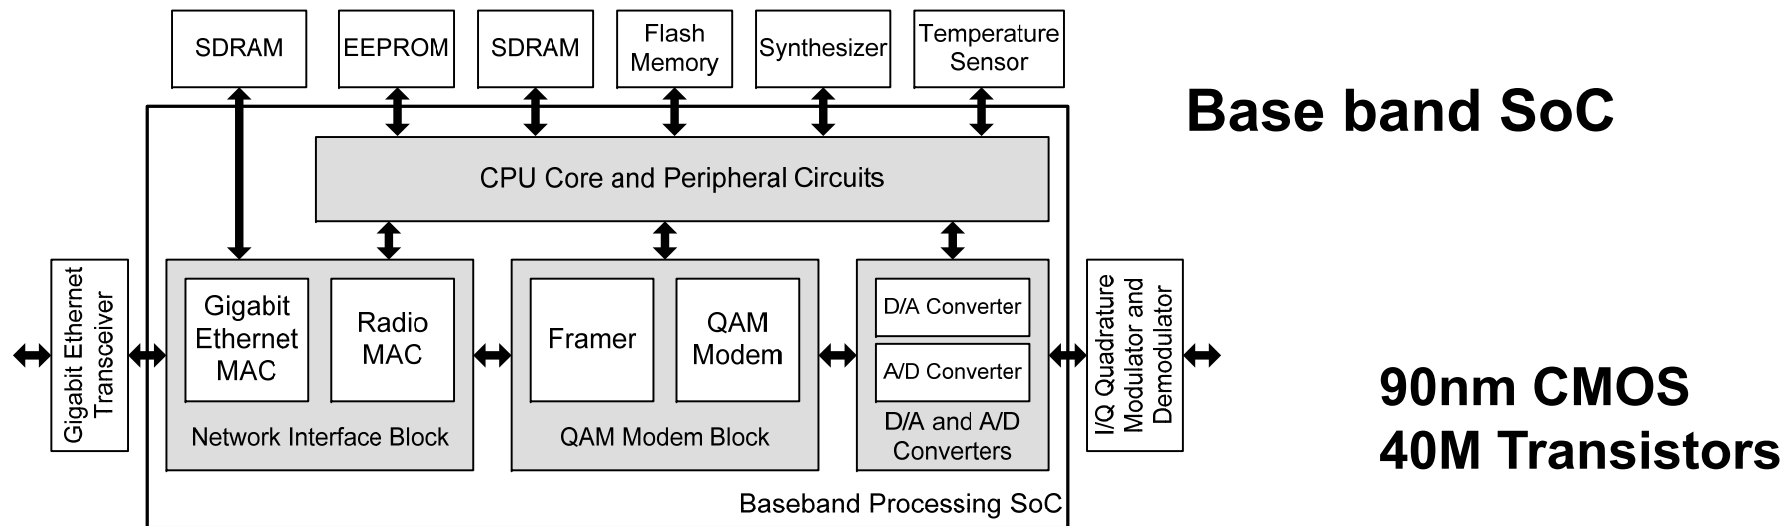 SDRAM
EEPROM
SDRAM
Flash
Memory
Synthesizer
Temperature
Sensor
Base band SoC
CPU Core and Peripheral Circuits
Gigabit Ethernet
Transceiver
Gigabit
Ethernet
MAC
Radio
MAC
Network Interface Block
Framer
QAM
Modem
QAM Modem Block
D/A Converter
A/D Converter
D/A and A/D
Converters
I/Q Quadrature
Modulator and
Demodulator
90nm CMOS
40M Transistors
Baseband Processing SoC